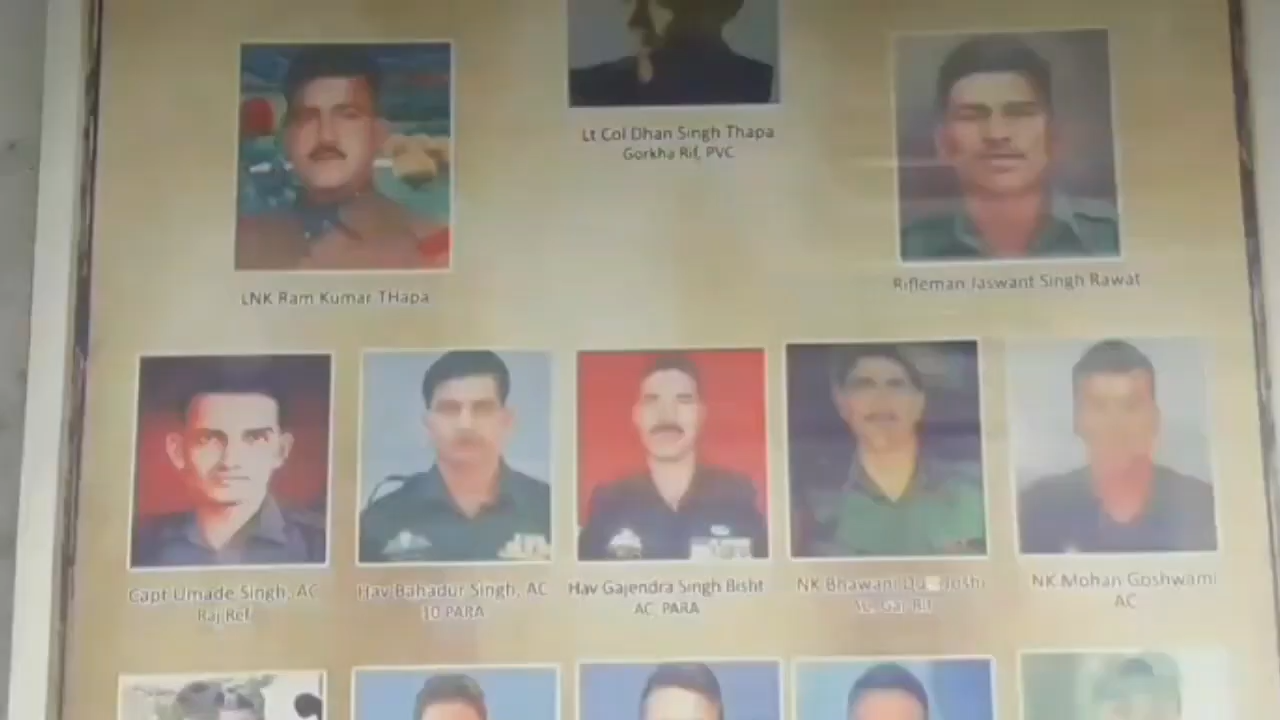 Lt Col Dhan Singh Thapa
Gorkha Rif, PVC
LNK Ram Kumar THapa
Rifleman Jaswant Singh Rawat
Capt Umade Singh, AC
Raj Ref
Hav Bahadur Singh, AC
10 PARA
Hav Gajendra Singh Bisht
AC, PARA
NK Bhawani Joshi
NK Mohan Goshwami
AC